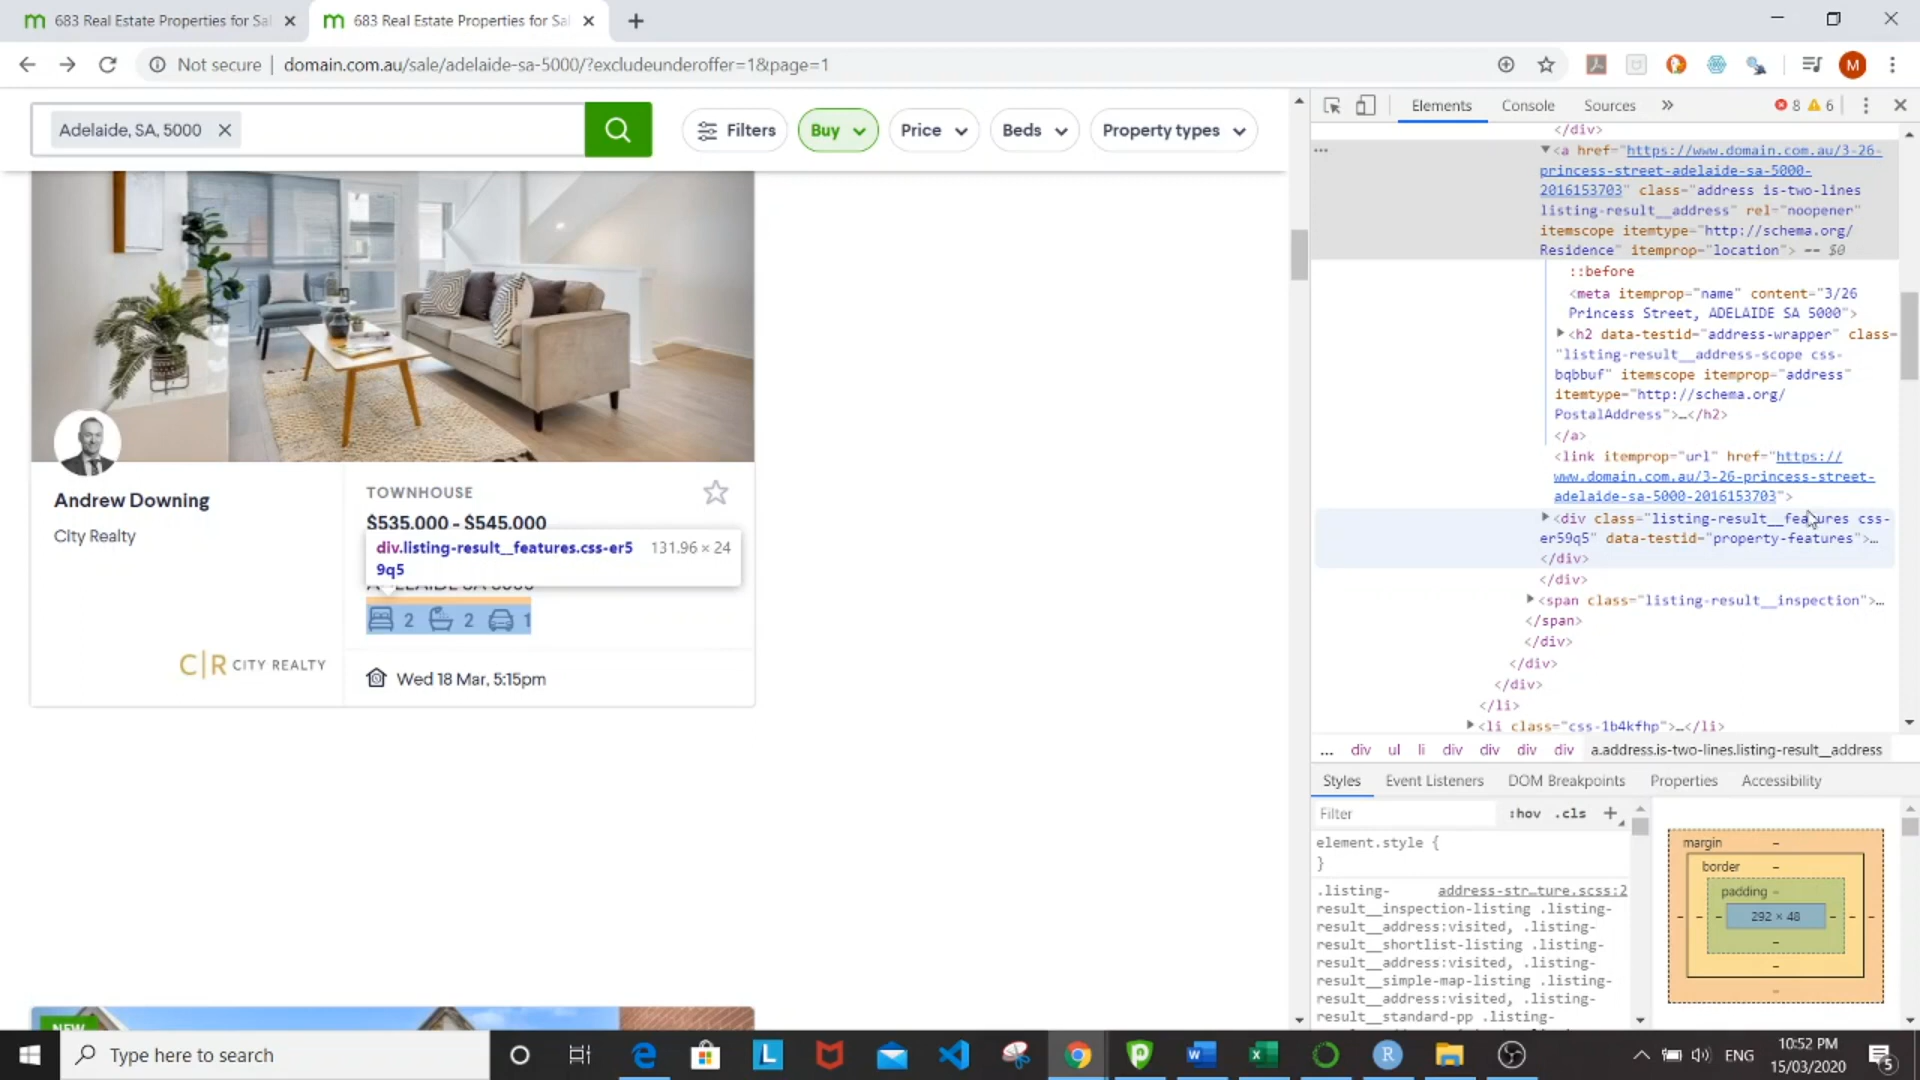 683 Real Estate Properties for Sal
683 Real Estate Properties for Sal
Not secure
domain.com.au/sale/adelaide-sa-5000/?excludeunderoffer=1&page=1
M
Adelaide, SA, 5000
Filters
Buy
Price
Beds
Property types
Andrew Downing
City Realty
C|R CITY REALTY
TOWNHOUSE
$535,000 - $545,000
div.listing-result__features.css-er5
9q5
131.96 × 24
2 2 1
Wed 18 Mar, 5:15pm
NEW
Elements
Console
Sources
8
6
</div>
<a href="https://www.domain.com.au/3-26-
princess-street-adelaide-sa-5000-
2016153703" class="address is-two-lines
listing-result__address" rel="noopener"
itemscope itemtype="http://schema.org/
Residence" itemprop="location"> == $0
::before
<meta itemprop="name" content="3/26
Princess Street, ADELAIDE SA 5000">
<h2 data-testid="address-wrapper" class=
"listing-result__address-scope css-
bqbbuf" itemscope itemprop="address"
itemtype="http://schema.org/
PostalAddress">…</h2>
</a>
<link itemprop="url" href="https://
www.domain.com.au/3-26-princess-street-
adelaide-sa-5000-2016153703">
<div class="listing-result__features css-
er59q5" data-testid="property-features">…
</div>
</div>
<span class="listing-result__inspection">…
</span>
</div>
</div>
</div>
</li>
<li class="css-1b4kfhp">…</li>
... div ul li div div div div a.address.is-two-lines.listing-result__address
Styles
Event Listeners
DOM Breakpoints
Properties
Accessibility
Filter
:hov
.cls
element.style {
}
.listing-
address-str…ture.scss:2
result__inspection-listing .listing-
result__address:visited, .listing-
result__shortlist-listing .listing-
result__address:visited, .listing-
result__simple-map-listing .listing-
result__address:visited, .listing-
result__standard-pp .listing-
margin
border
padding
292 × 48
Type here to search
ENG
10:52 PM
15/03/2020
5